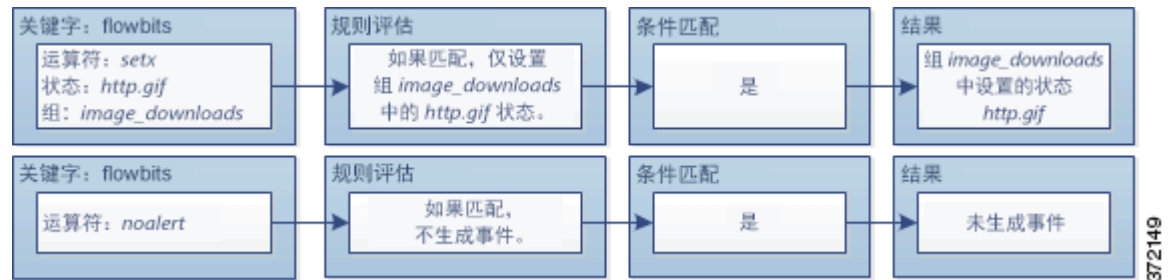 关键字：flowbits
运算符：setx
状态：http.gif
组：image_downloads
规则评估
如果匹配，仅设置
组 image_downloads
中的 http.gif 状态。
条件匹配
是
结果
组 image_downloads
中设置的状态
http.gif
关键字：flowbits
运算符：noalert
规则评估
如果匹配，
不生成事件。
条件匹配
是
结果
未生成事件
372149